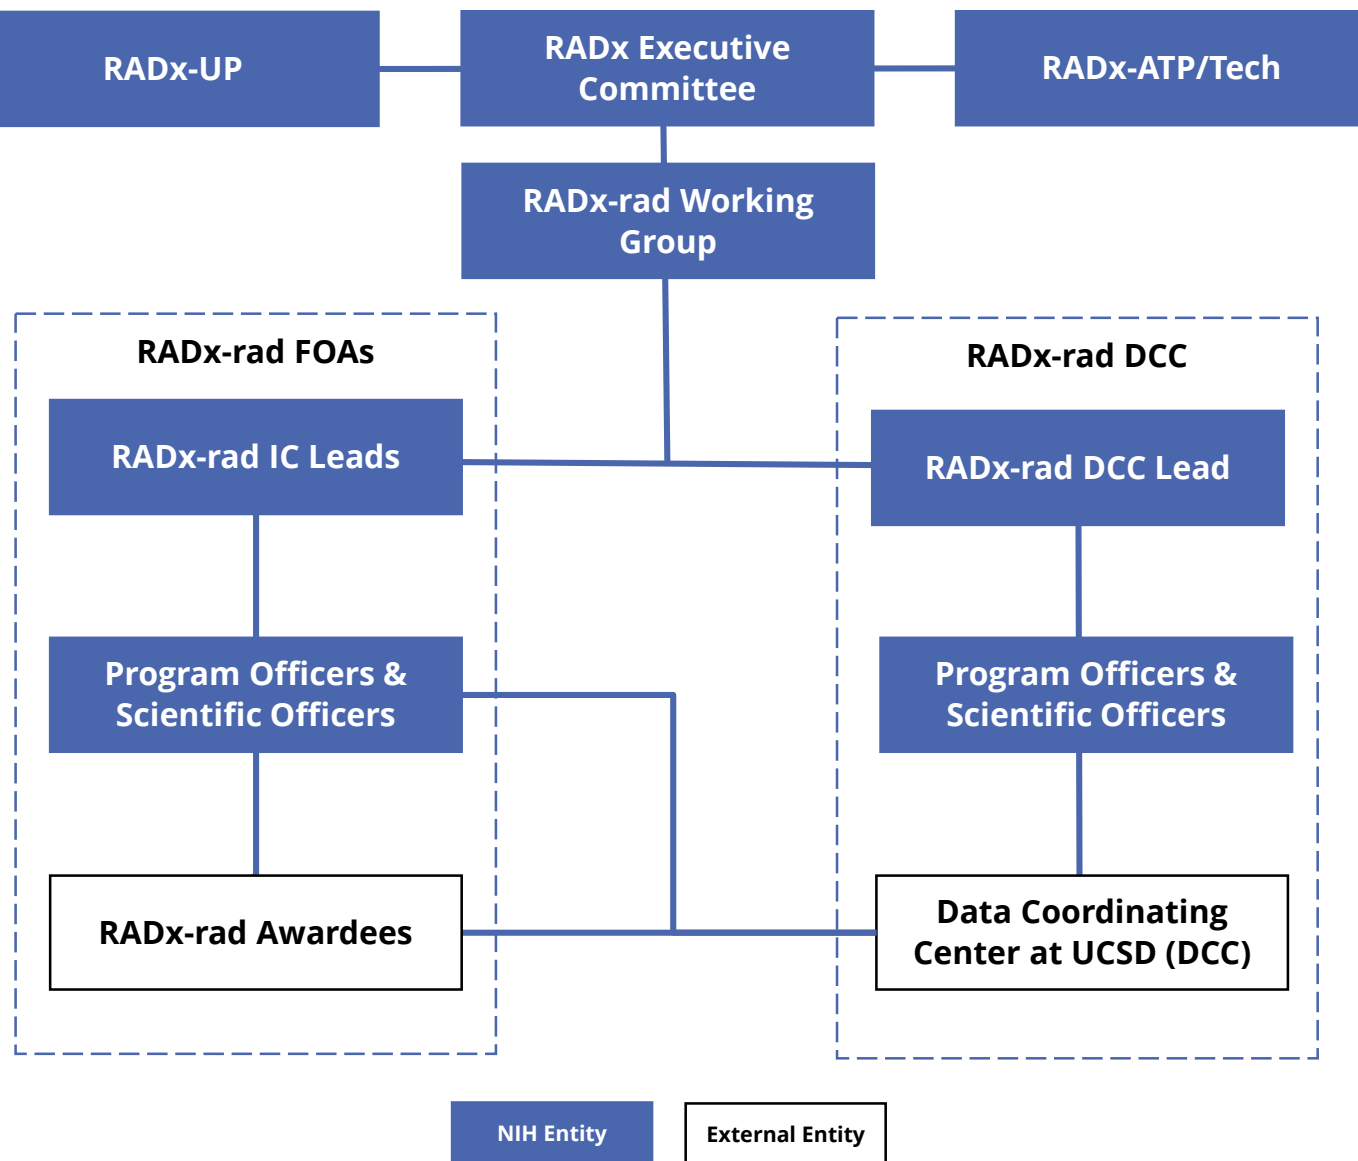 RADx-UP
RADx Executive
Committee
RADx-ATP/Tech
RADx-rad Working
Group
RADx-rad FOAs
RADx-rad IC Leads
Program Officers &
Scientific Officers
RADx-rad Awardees
RADx-rad DCC
RADx-rad DCC Lead
Program Officers &
Scientific Officers
Data Coordinating
Center at UCSD (DCC)
NIH Entity
External Entity